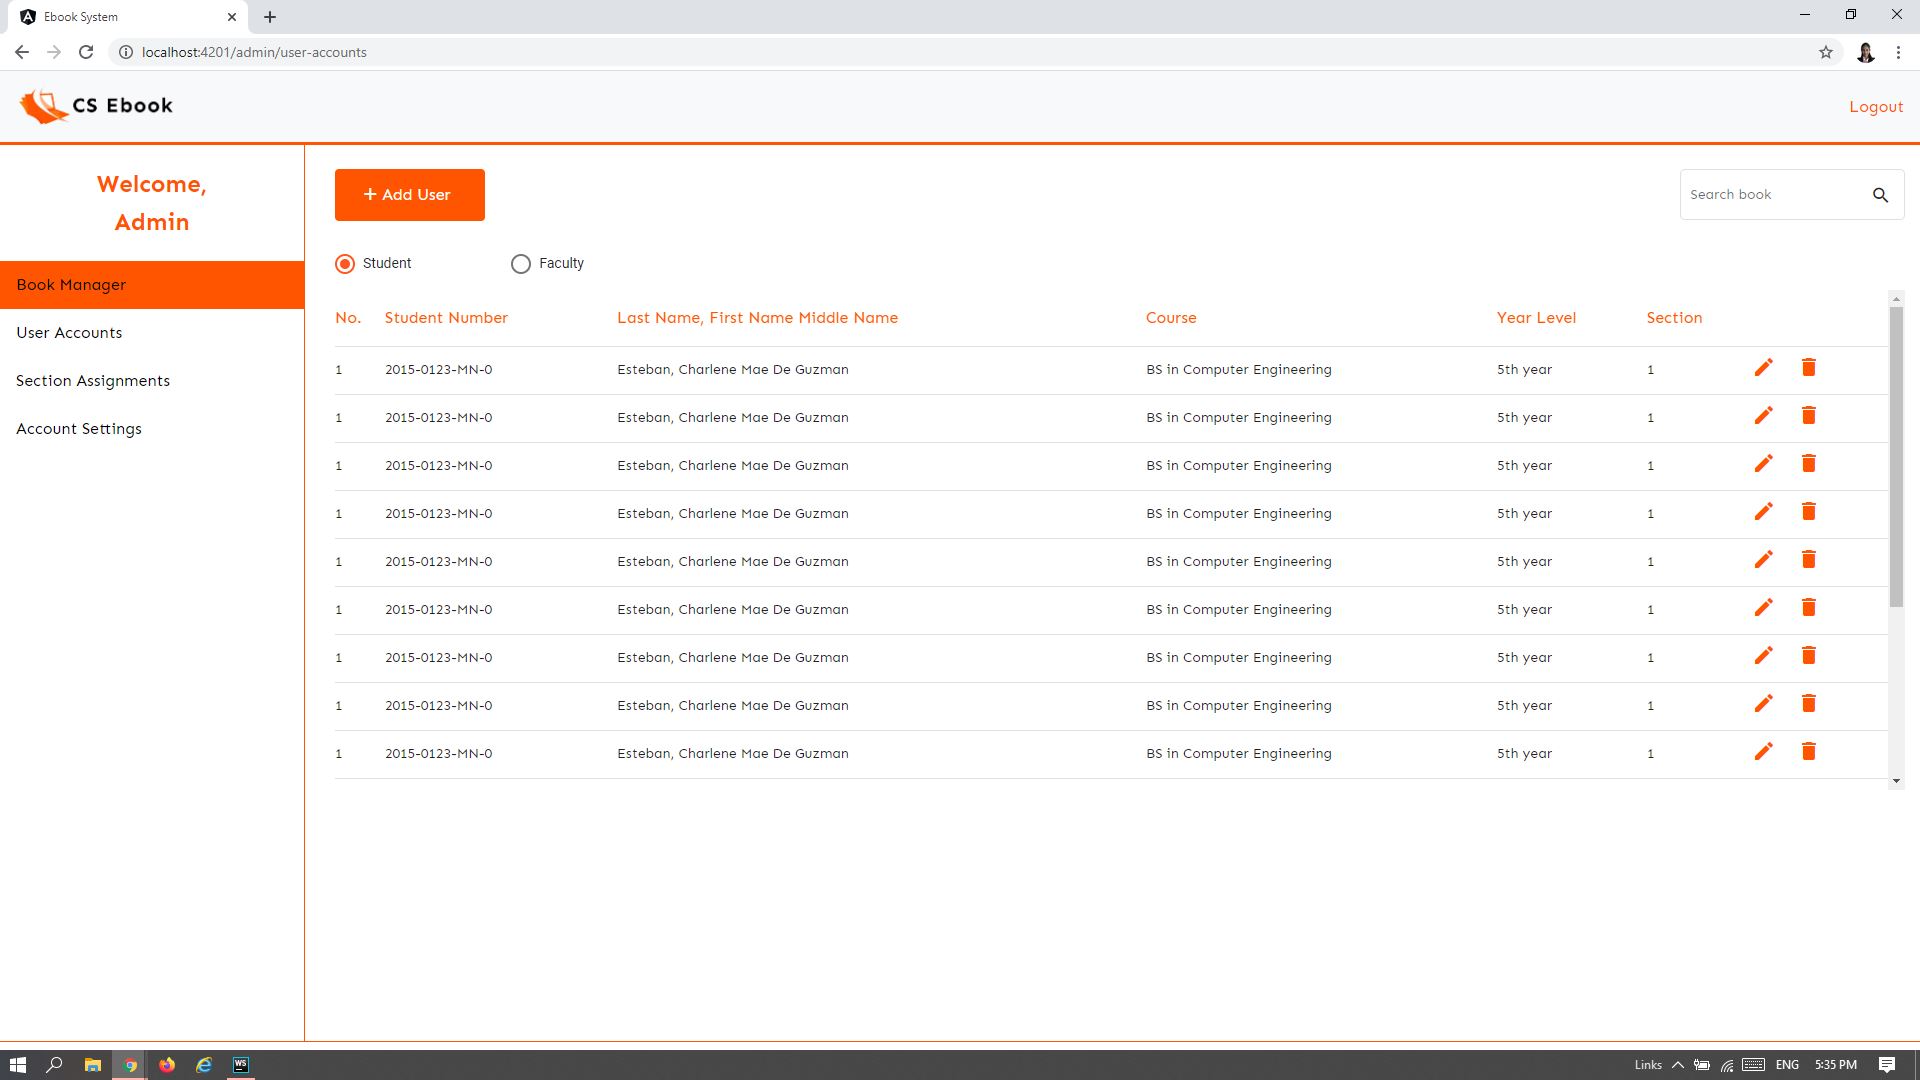 Ebook System
localhost:4201/admin/user-accounts
CS Ebook
Logout
Welcome,
Admin
Book Manager
User Accounts
Section Assignments
Account Settings
+ Add User
Search book
Student Faculty
No. Student Number Last Name, First Name Middle Name Course Year Level Section
1 2015-0123-MN-0 Esteban, Charlene Mae De Guzman BS in Computer Engineering 5th year 1
1 2015-0123-MN-0 Esteban, Charlene Mae De Guzman BS in Computer Engineering 5th year 1
1 2015-0123-MN-0 Esteban, Charlene Mae De Guzman BS in Computer Engineering 5th year 1
1 2015-0123-MN-0 Esteban, Charlene Mae De Guzman BS in Computer Engineering 5th year 1
1 2015-0123-MN-0 Esteban, Charlene Mae De Guzman BS in Computer Engineering 5th year 1
1 2015-0123-MN-0 Esteban, Charlene Mae De Guzman BS in Computer Engineering 5th year 1
1 2015-0123-MN-0 Esteban, Charlene Mae De Guzman BS in Computer Engineering 5th year 1
1 2015-0123-MN-0 Esteban, Charlene Mae De Guzman BS in Computer Engineering 5th year 1
1 2015-0123-MN-0 Esteban, Charlene Mae De Guzman BS in Computer Engineering 5th year 1
WS
Links ENG 5:35 PM